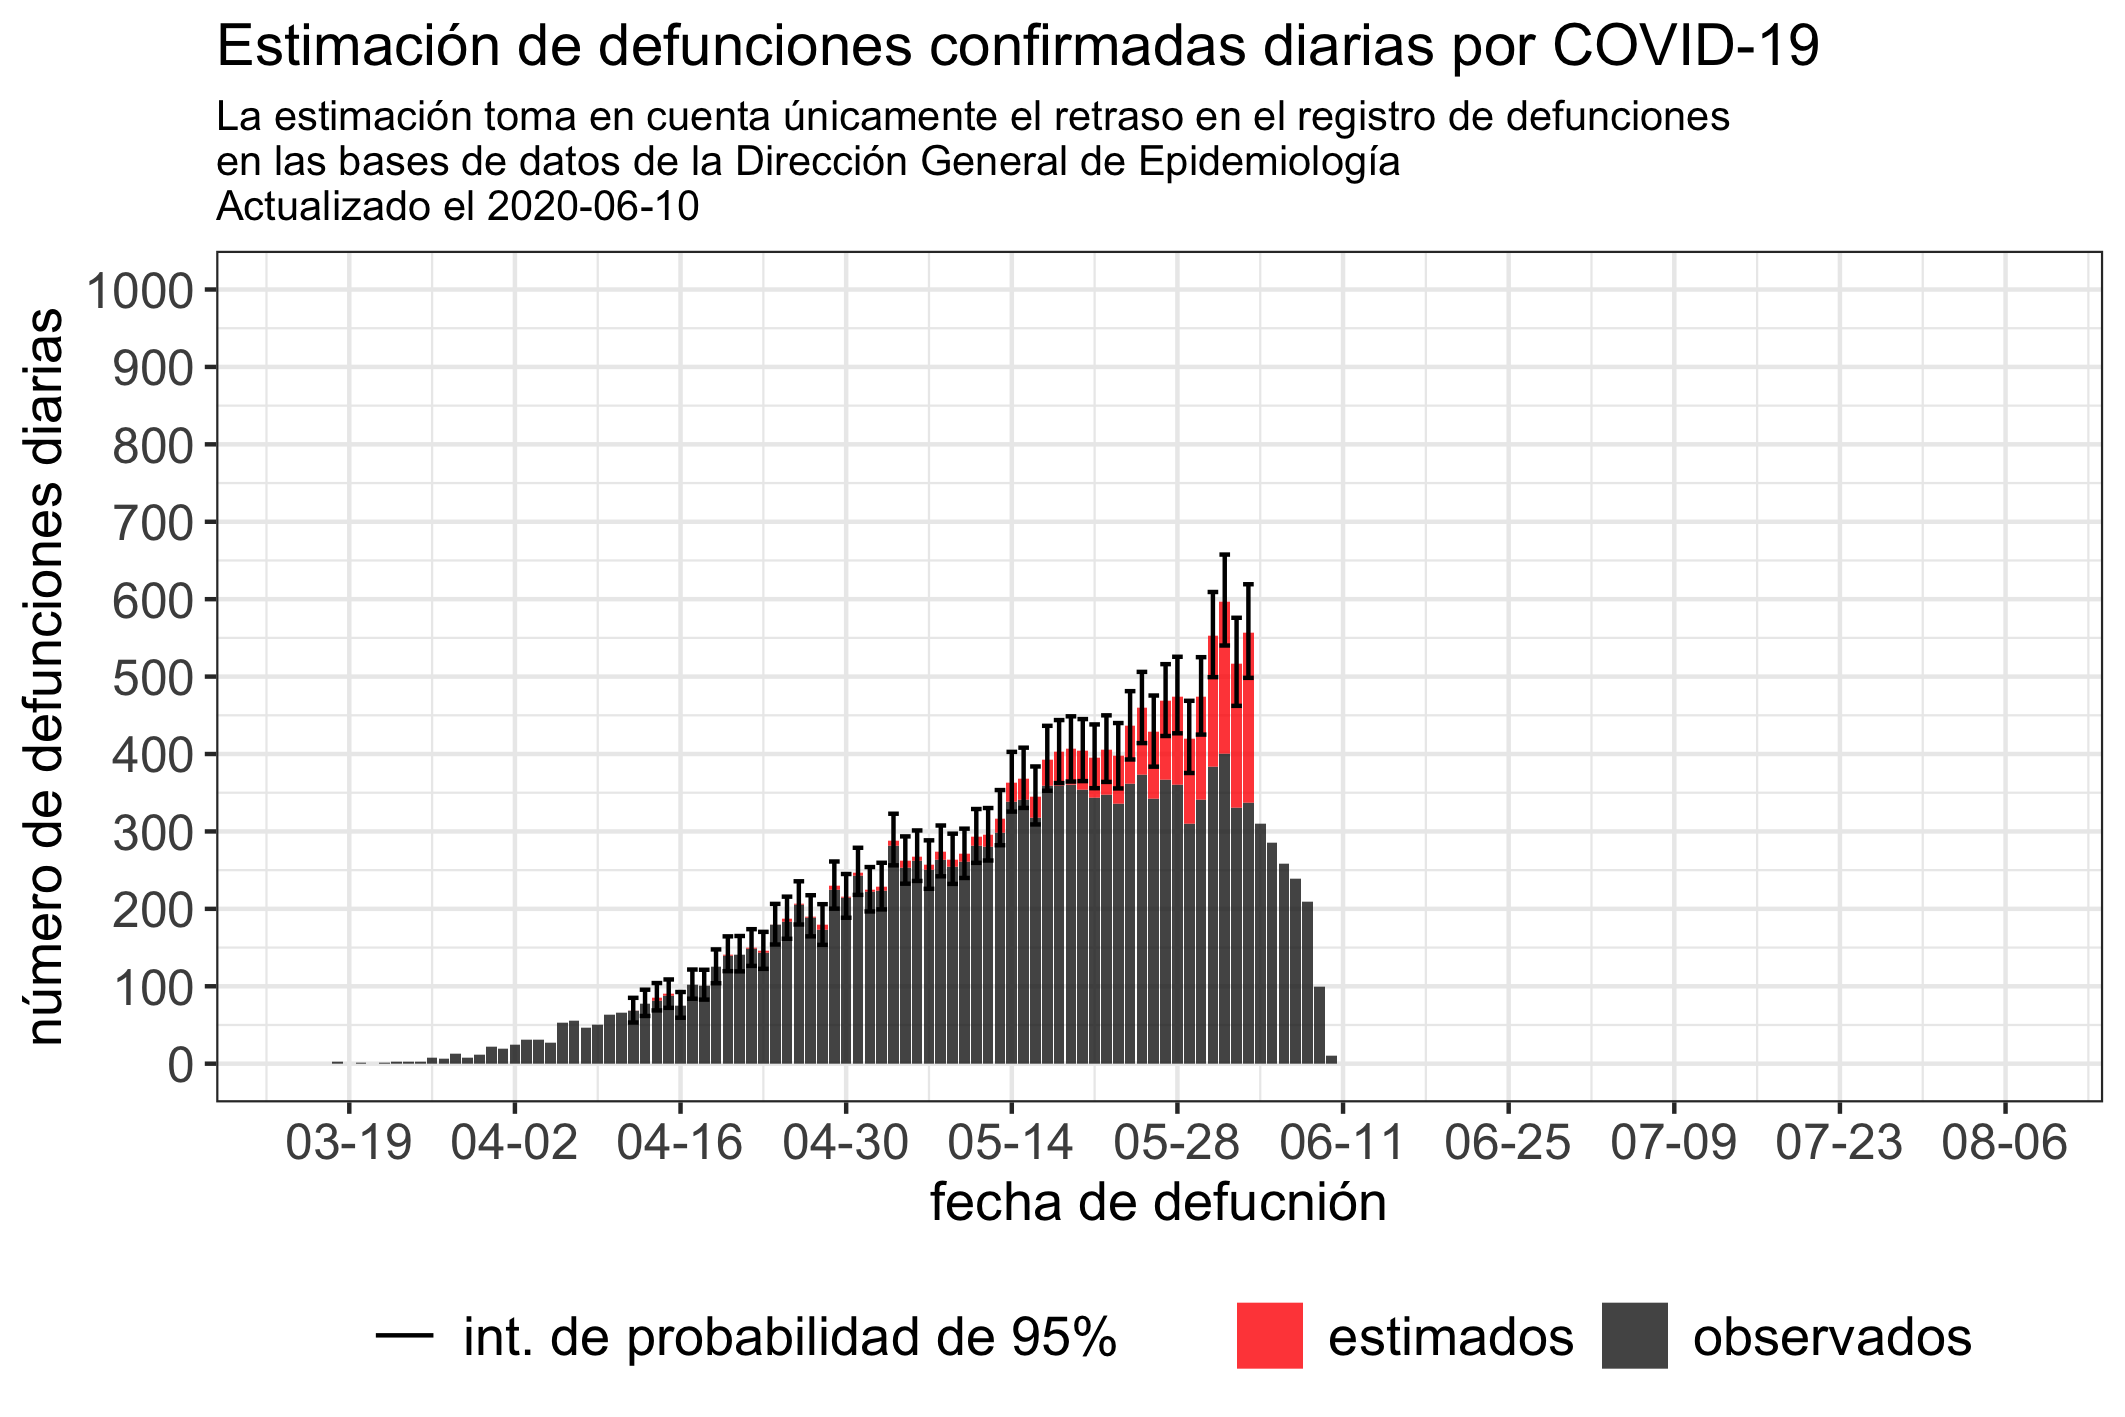 Estimación de defunciones confirmadas diarias por COVID-19
La estimación toma en cuenta únicamente el retraso en el registro de defunciones
en las bases de datos de la Dirección General de Epidemiología
Actualizado el 2020-06-10
número de defunciones diarias
1000
900
800
700
600
500
400
300
200
100
0
03-19 04-02 04-16 04-30 05-14 05-28 06-11 06-25 07-09 07-23 08-06
fecha de defucnión
int. de probabilidad de 95% estimados observados